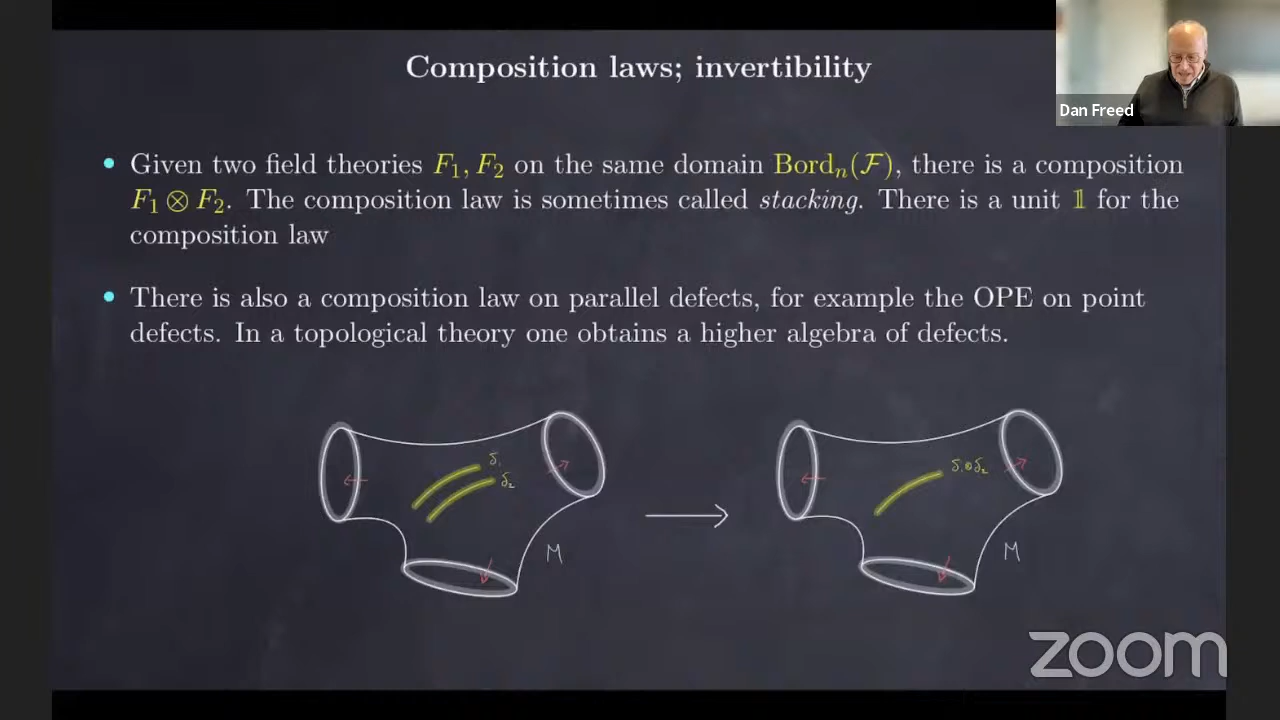 Composition laws; invertibility
Dan Freed
• Given two field theories F₁, F₂ on the same domain Bordₙ(𝓕), there is a composition
F₁ ⊗ F₂. The composition law is sometimes called stacking. There is a unit 𝟙 for the
composition law
• There is also a composition law on parallel defects, for example the OPE on point
defects. In a topological theory one obtains a higher algebra of defects.
δ₁
δ₂
M
δ₁⊗δ₂
M
zoom